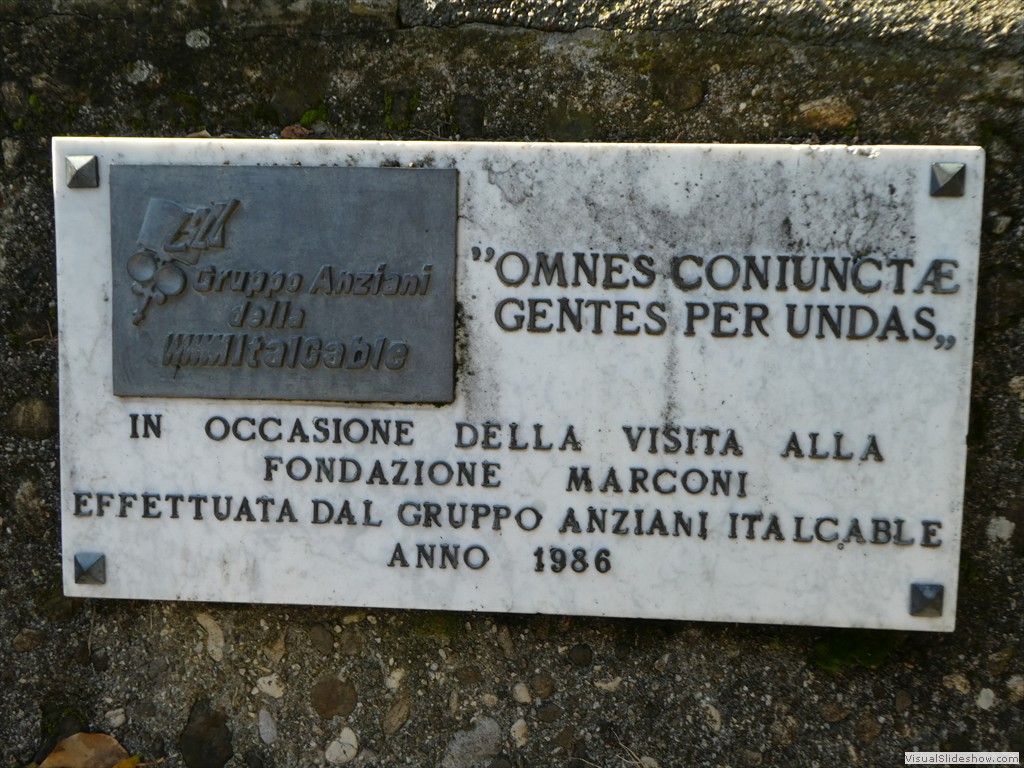 Gruppo Anziani
della
ItalCable
"OMNES CONIUNCTÆ
GENTES PER UNDAS„
IN OCCASIONE DELLA VISITA ALLA
FONDAZIONE MARCONI
EFFETTUATA DAL GRUPPO ANZIANI ITALCABLE
ANNO 1986
VisualSlideshow.com